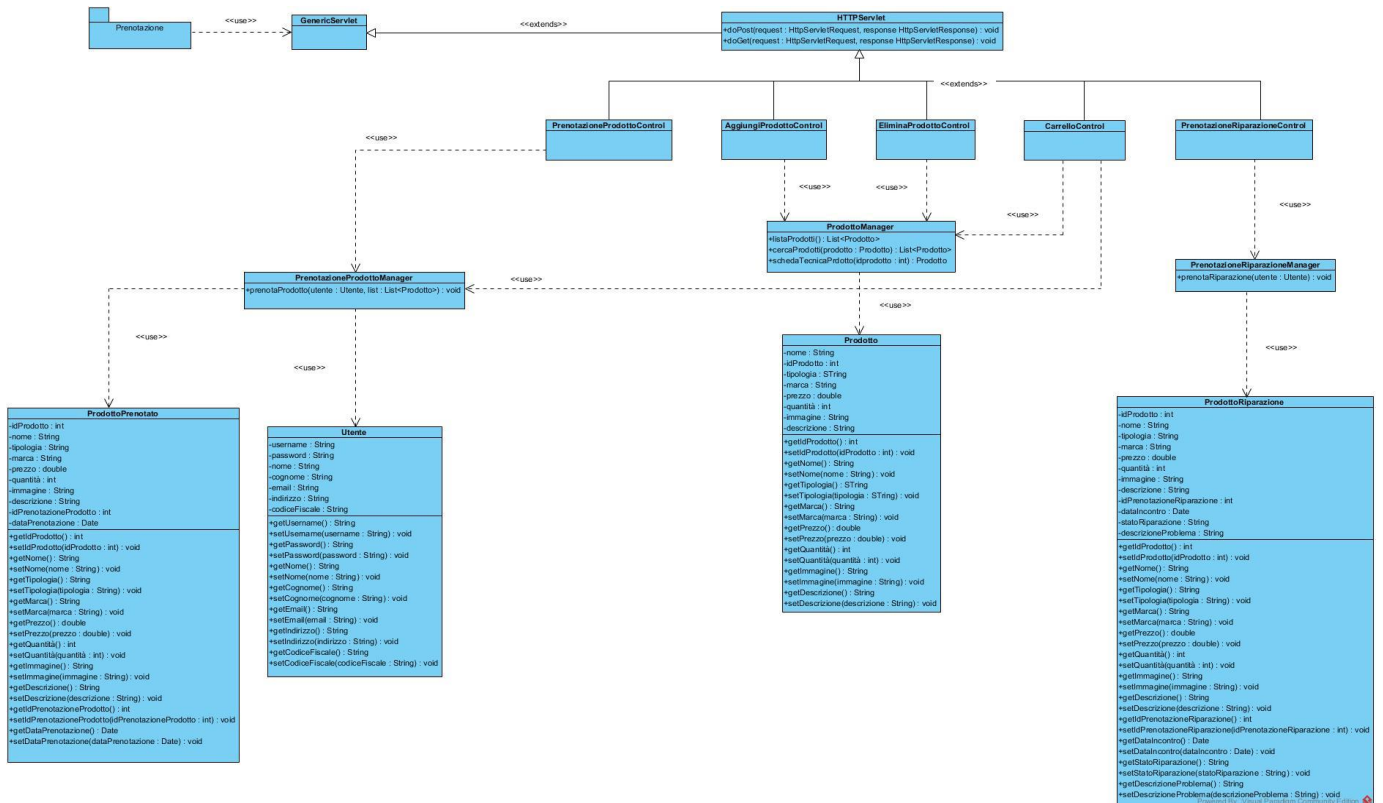 Prenotazione
<<use>>
GenericServlet
<<extends>>
HTTPServlet
+doPost(request : HttpServletRequest, response HttpServletResponse) : void
+doGet(request : HttpServletRequest, response HttpServletResponse) : void
<<extends>>
PrenotazioneProdottoControl
AggiungiProdottoControl
EliminaProdottoControl
CarrelloControl
PrenotazioneRiparazioneControl
<<use>>
<<use>>
<<use>>
<<use>>
<<use>>
ProdottoManager
+listaProdotti() : List<Prodotto>
+cercaProdotti(prodotto : Prodotto) : List<Prodotto>
+schedaTecnicaPrdotto(idprodotto : int) : Prodotto
PrenotazioneProdottoManager
+prenotaProdotto(utente : Utente, list : List<Prodotto>) : void
<<use>>
PrenotazioneRiparazioneManager
+prenotaRiparazione(utente : Utente) : void
<<use>>
<<use>>
<<use>>
<<use>>
Prodotto
-nome : String
-idProdotto : int
-tipologia : STring
-marca : String
-prezzo : double
-quantità : int
-immagine : String
-descrizione : String
+getIdProdotto() : int
+setIdProdotto(idProdotto : int) : void
+getNome() : String
+setNome(nome : String) : void
+getTipologia() : STring
+setTipologia(tipologia : STring) : void
+getMarca() : String
+setMarca(marca : String) : void
+getPrezzo() : double
+setPrezzo(prezzo : double) : void
+getQuantità() : int
+setQuantità(quantità : int) : void
+getImmagine() : String
+setImmagine(immagine : String) : void
+getDescrizione() : String
+setDescrizione(descrizione : String) : void
ProdottoPrenotato
-idProdotto : int
-nome : String
-tipologia : String
-marca : String
-prezzo : double
-quantità : int
-immagine : String
-descrizione : String
-idPrenotazioneProdotto : int
-dataPrenotazione : Date
+getIdProdotto() : int
+setIdProdotto(idProdotto : int) : void
+getNome() : String
+setNome(nome : String) : void
+getTipologia() : String
+setTipologia(tipologia : String) : void
+getMarca() : String
+setMarca(marca : String) : void
+getPrezzo() : double
+setPrezzo(prezzo : double) : void
+getQuantità() : int
+setQuantità(quantità : int) : void
+getImmagine() : String
+setImmagine(immagine : String) : void
+getDescrizione() : String
+setDescrizione(descrizione : String) : void
+getIdPrenotazioneProdotto() : int
+setIdPrenotazioneProdotto(idPrenotazioneProdotto : int) : void
+getDataPrenotazione() : Date
+setDataPrenotazione(dataPrenotazione : Date) : void
Utente
-username : String
-password : String
-nome : String
-cognome : String
-email : String
-indirizzo : String
-codiceFiscale : String
+getUsername() : String
+setUsername(username : String) : void
+getPassword() : String
+setPassword(password : String) : void
+getNome() : String
+setNome(nome : String) : void
+getCognome() : String
+setCognome(cognome : String) : void
+getEmail() : String
+setEmail(email : String) : void
+getIndirizzo() : String
+setIndirizzo(indirizzo : String) : void
+getCodiceFiscale() : String
+setCodiceFiscale(codiceFiscale : String) : void
ProdottoRiparazione
-idProdotto : int
-nome : String
-tipologia : String
-marca : String
-prezzo : double
-quantità : int
-immagine : String
-descrizione : String
-idPrenotazioneRiparazione : int
-dataIncontro : Date
-statoRiparazione : String
-descrizioneProblema : String
+getIdProdotto() : int
+setIdProdotto(idProdotto : int) : void
+getNome() : String
+setNome(nome : String) : void
+getTipologia() : String
+setTipologia(tipologia : String) : void
+getMarca() : String
+setMarca(marca : String) : void
+getPrezzo() : double
+setPrezzo(prezzo : double) : void
+getQuantità() : int
+setQuantità(quantità : int) : void
+getImmagine() : String
+setImmagine(immagine : String) : void
+getDescrizione() : String
+setDescrizione(descrizione : String) : void
+getIdPrenotazioneRiparazione() : int
+setIdPrenotazioneRiparazione(idPrenotazioneRiparazione : int) : void
+getDataIncontro() : Date
+setDataIncontro(dataIncontro : Date) : void
+getStatoRiparazione() : String
+setStatoRiparazione(statoRiparazione : String) : void
+getDescrizioneProblema() : String
+setDescrizioneProblema(descrizioneProblema : String) : void
Powered By Visual Paradigm Community Edition